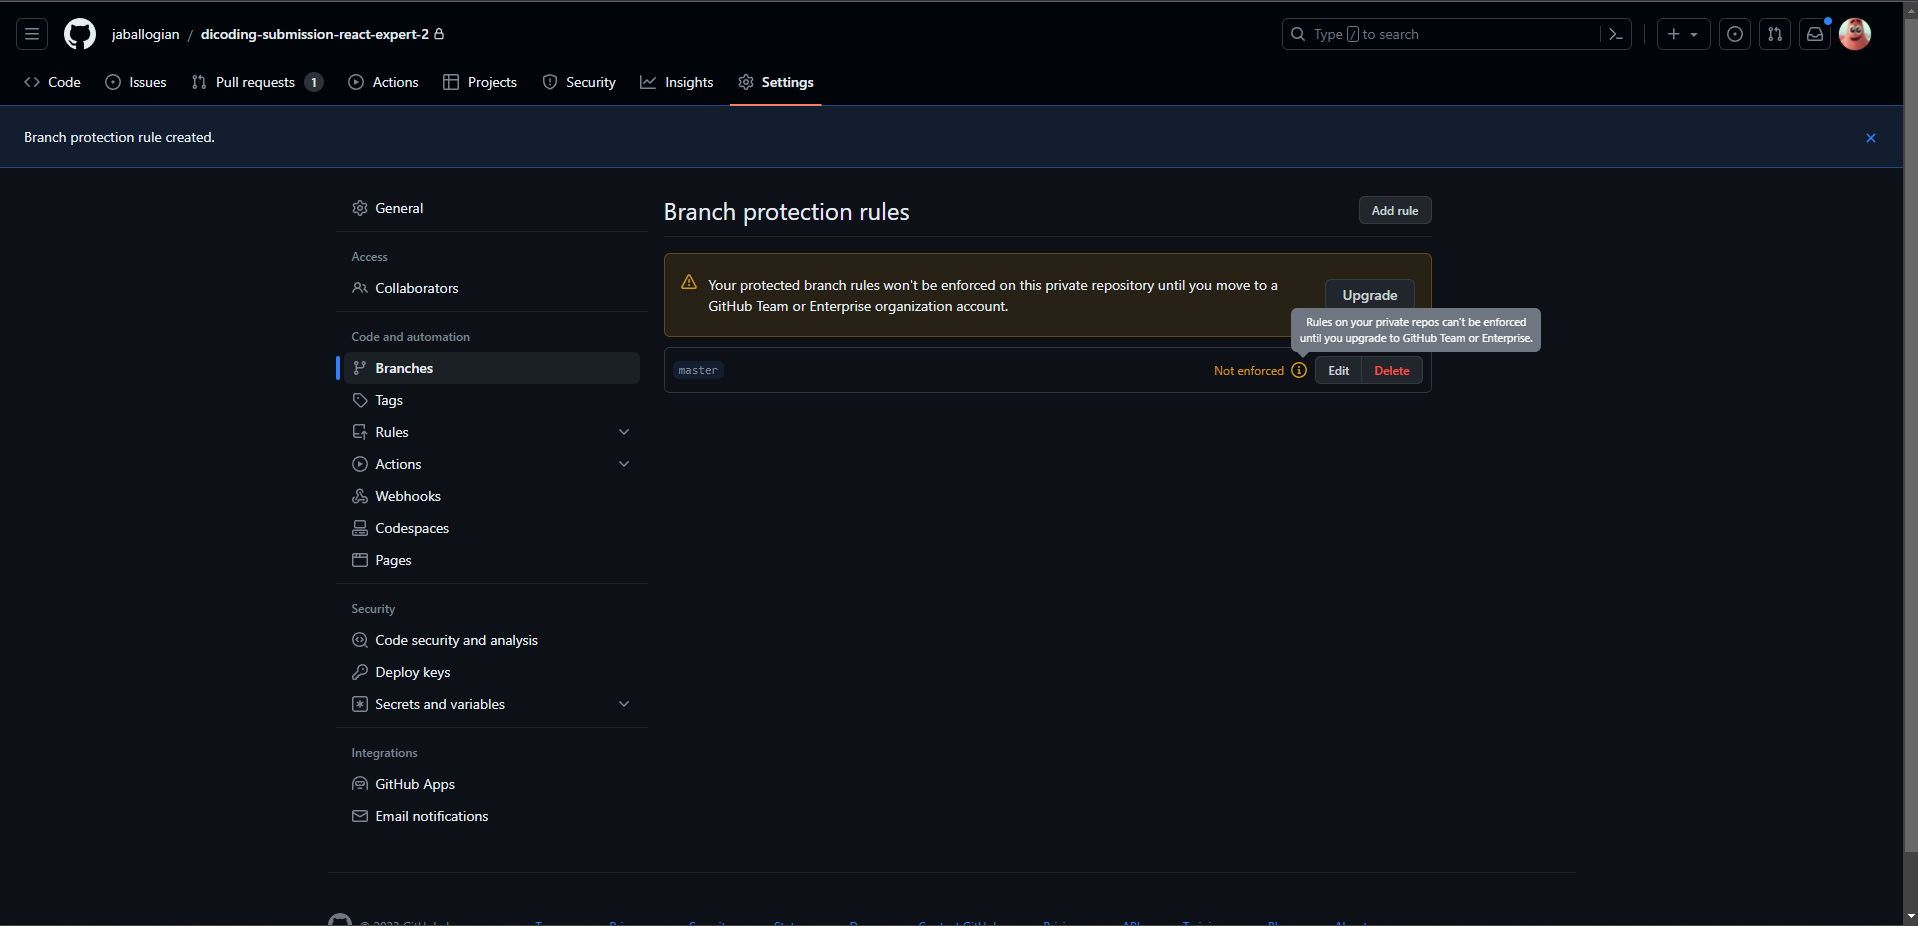 jaballogian / dicoding-submission-react-expert-2
Type / to search
Code
Issues
Pull requests 1
Actions
Projects
Security
Insights
Settings
Branch protection rule created.
General
Access
Collaborators
Code and automation
Branches
Tags
Rules
Actions
Webhooks
Codespaces
Pages
Security
Code security and analysis
Deploy keys
Secrets and variables
Integrations
GitHub Apps
Email notifications
Branch protection rules
Add rule
Your protected branch rules won't be enforced on this private repository until you move to a
GitHub Team or Enterprise organization account.
Upgrade
Rules on your private repos can't be enforced
until you upgrade to GitHub Team or Enterprise.
master
Not enforced
Edit
Delete